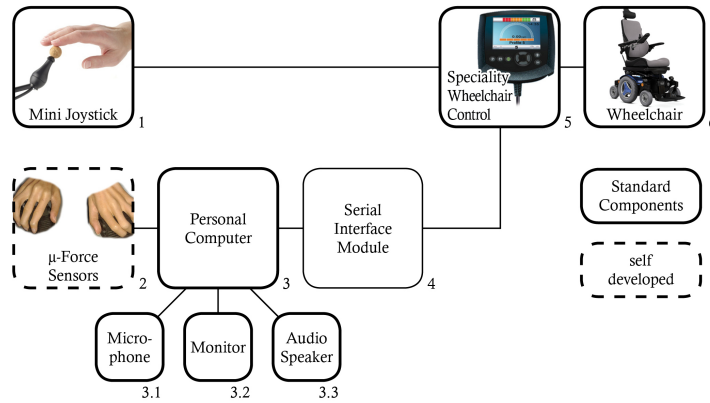 Mini Joystick
1
Speciality
Wheelchair
Control
5
Wheelchair
μ-Force
Sensors
2
Personal
Computer
3
Serial
Interface
Module
4
Standard
Components
self
developed
Micro-
phone
3.1
Monitor
3.2
Audio
Speaker
3.3